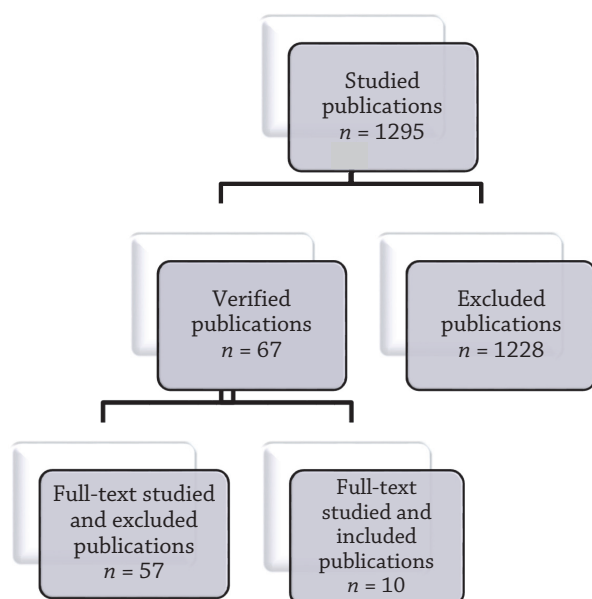 Studied
publications
n = 1295
Verified
publications
n = 67
Excluded
publications
n = 1228
Full-text studied
and excluded
publications
n = 57
Full-text
studied and
included
publications
n = 10